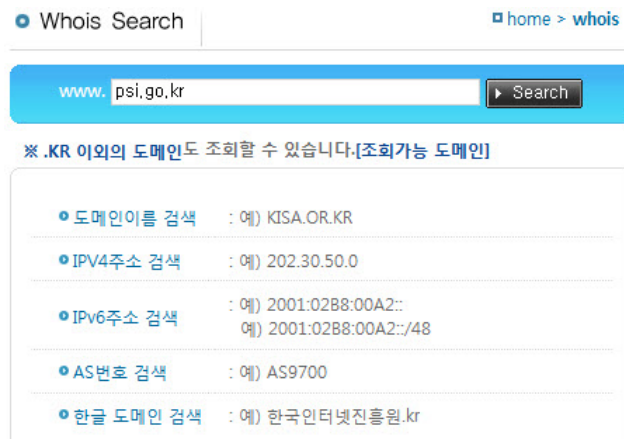 Whois Search
home > whois
www. psi.go.kr Search
※ .KR 이외의 도메인도 조회할 수 있습니다.[조회가능 도메인]
도메인이름 검색 : 예) KISA.OR.KR
IPV4주소 검색 : 예) 202.30.50.0
IPv6주소 검색 : 예) 2001:02B8:00A2::
예) 2001:02B8:00A2::/48
AS번호 검색 : 예) AS9700
한글 도메인 검색 : 예) 한국인터넷진흥원.kr